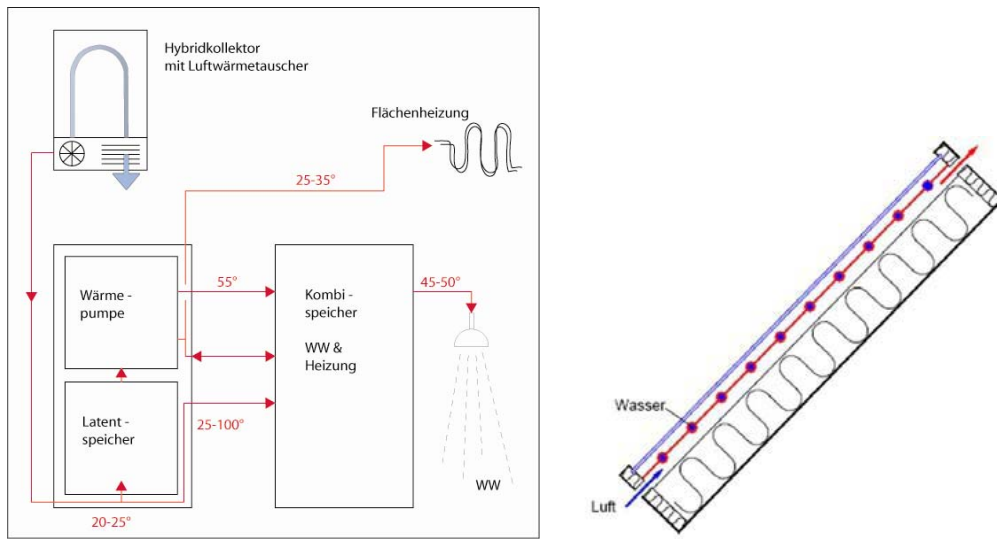 Hybridkollektor
mit Luftwärmetauscher
Flächenheizung
25-35°
Wärme -
pumpe
55°
Kombi -
speicher
45-50°
WW &
Heizung
Latent -
speicher
25-100°
WW
20-25°
Wasser
Luft